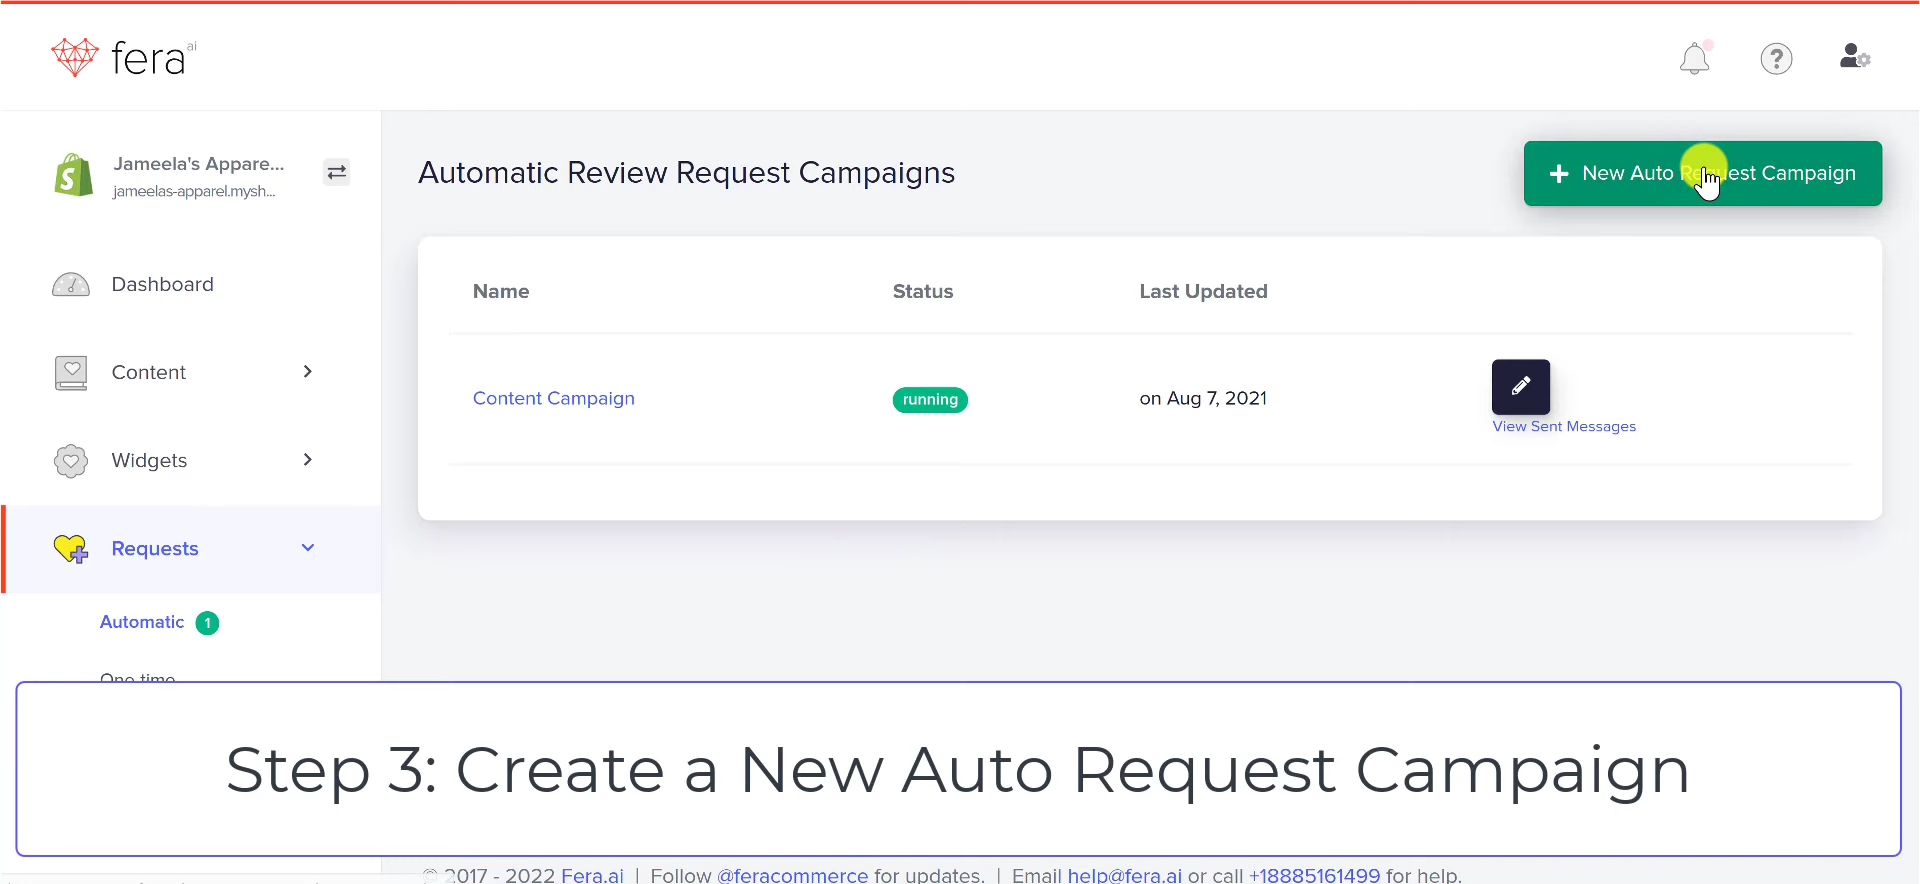 fera ai
Jameela's Appare...
jameelas-apparel.mysh...
Automatic Review Request Campaigns
+ New Auto Request Campaign
Dashboard
Content
Widgets
Requests
Automatic 1
One time
Name Status Last Updated
Content Campaign running on Aug 7, 2021
View Sent Messages
Step 3: Create a New Auto Request Campaign
© 2017 - 2022 Fera.ai | Follow @feracommerce for updates. | Email help@fera.ai or call +18885161499 for help.